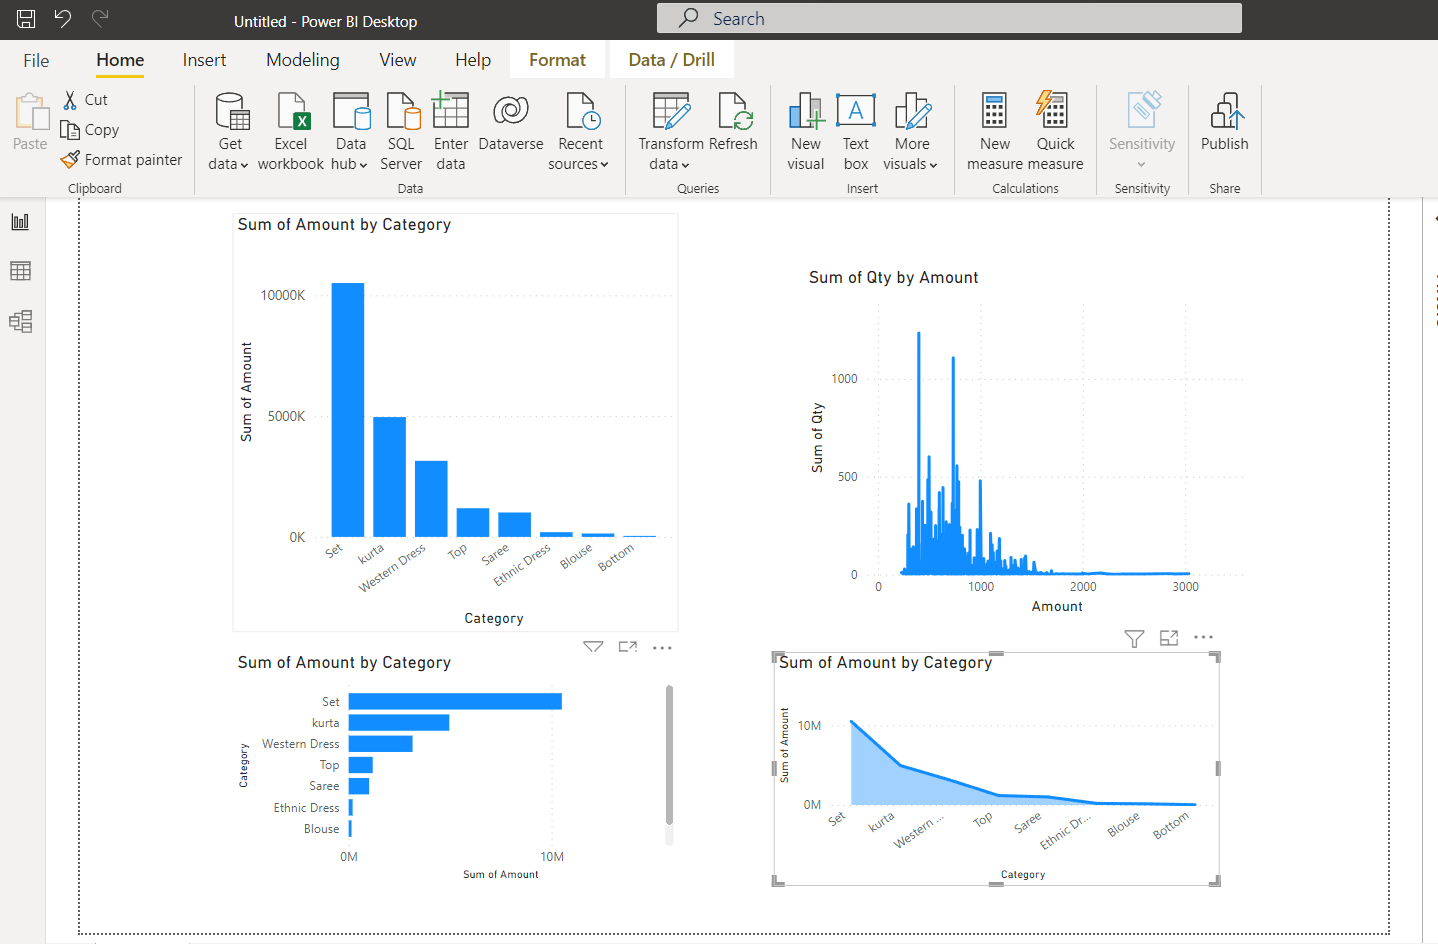 Untitled - Power BI Desktop
Search
File Home Insert Modeling View Help Format Data / Drill
Paste
Cut
Copy
Format painter
Clipboard
Get data
Excel workbook
Data hub
SQL Server
Enter data
Dataverse
Recent sources
Data
Transform data
Refresh
Queries
New visual
A
Text box
More visuals
Insert
New measure
Quick measure
Calculations
Sensitivity
Sensitivity
Publish
Share
Sum of Amount by Category
Sum of Amount
10000K
5000K
0K
Set
kurta
Western Dress
Top
Saree
Ethnic Dress
Blouse
Bottom
Category
Sum of Qty by Amount
Sum of Qty
1000
500
0
0 1000 2000 3000
Amount
Sum of Amount by Category
Category
Set
kurta
Western Dress
Top
Saree
Ethnic Dress
Blouse
0M 10M
Sum of Amount
Sum of Amount by Category
Sum of Amount
10M
0M
Set
kurta
Western ...
Top
Saree
Ethnic Dr...
Blouse
Bottom
Category